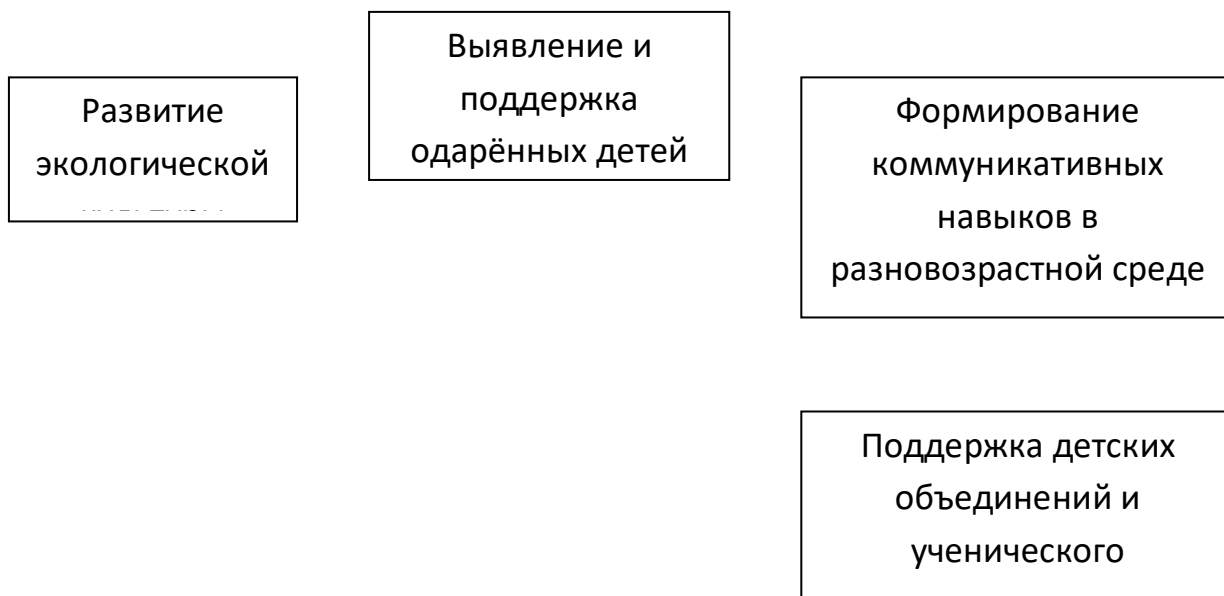 Развитие
экологической
Выявление и
поддержка
одарённых детей
Формирование
коммуникативных
навыков в
разновозрастной среде
Поддержка детских
объединений и
ученического